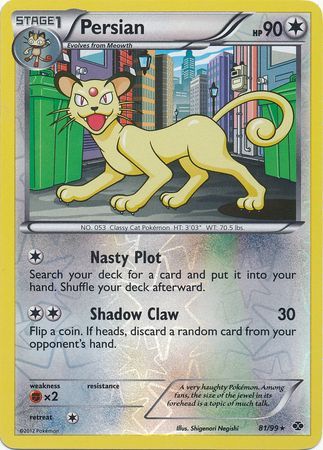 STAGE1 Persian HP 90
Evolves from Meowth
NO. 053 Classy Cat Pokémon HT: 3'03" WT: 70.5 lbs.
Nasty Plot
Search your deck for a card and put it into your
hand. Shuffle your deck afterward.
Shadow Claw 30
Flip a coin. If heads, discard a random card from
your opponent's hand.
weakness resistance
×2
retreat
A very haughty Pokémon. Among
fans, the size of the jewel in its
forehead is a topic of much talk.
©2012 Pokémon Illus. Shigenori Negishi 81/99★